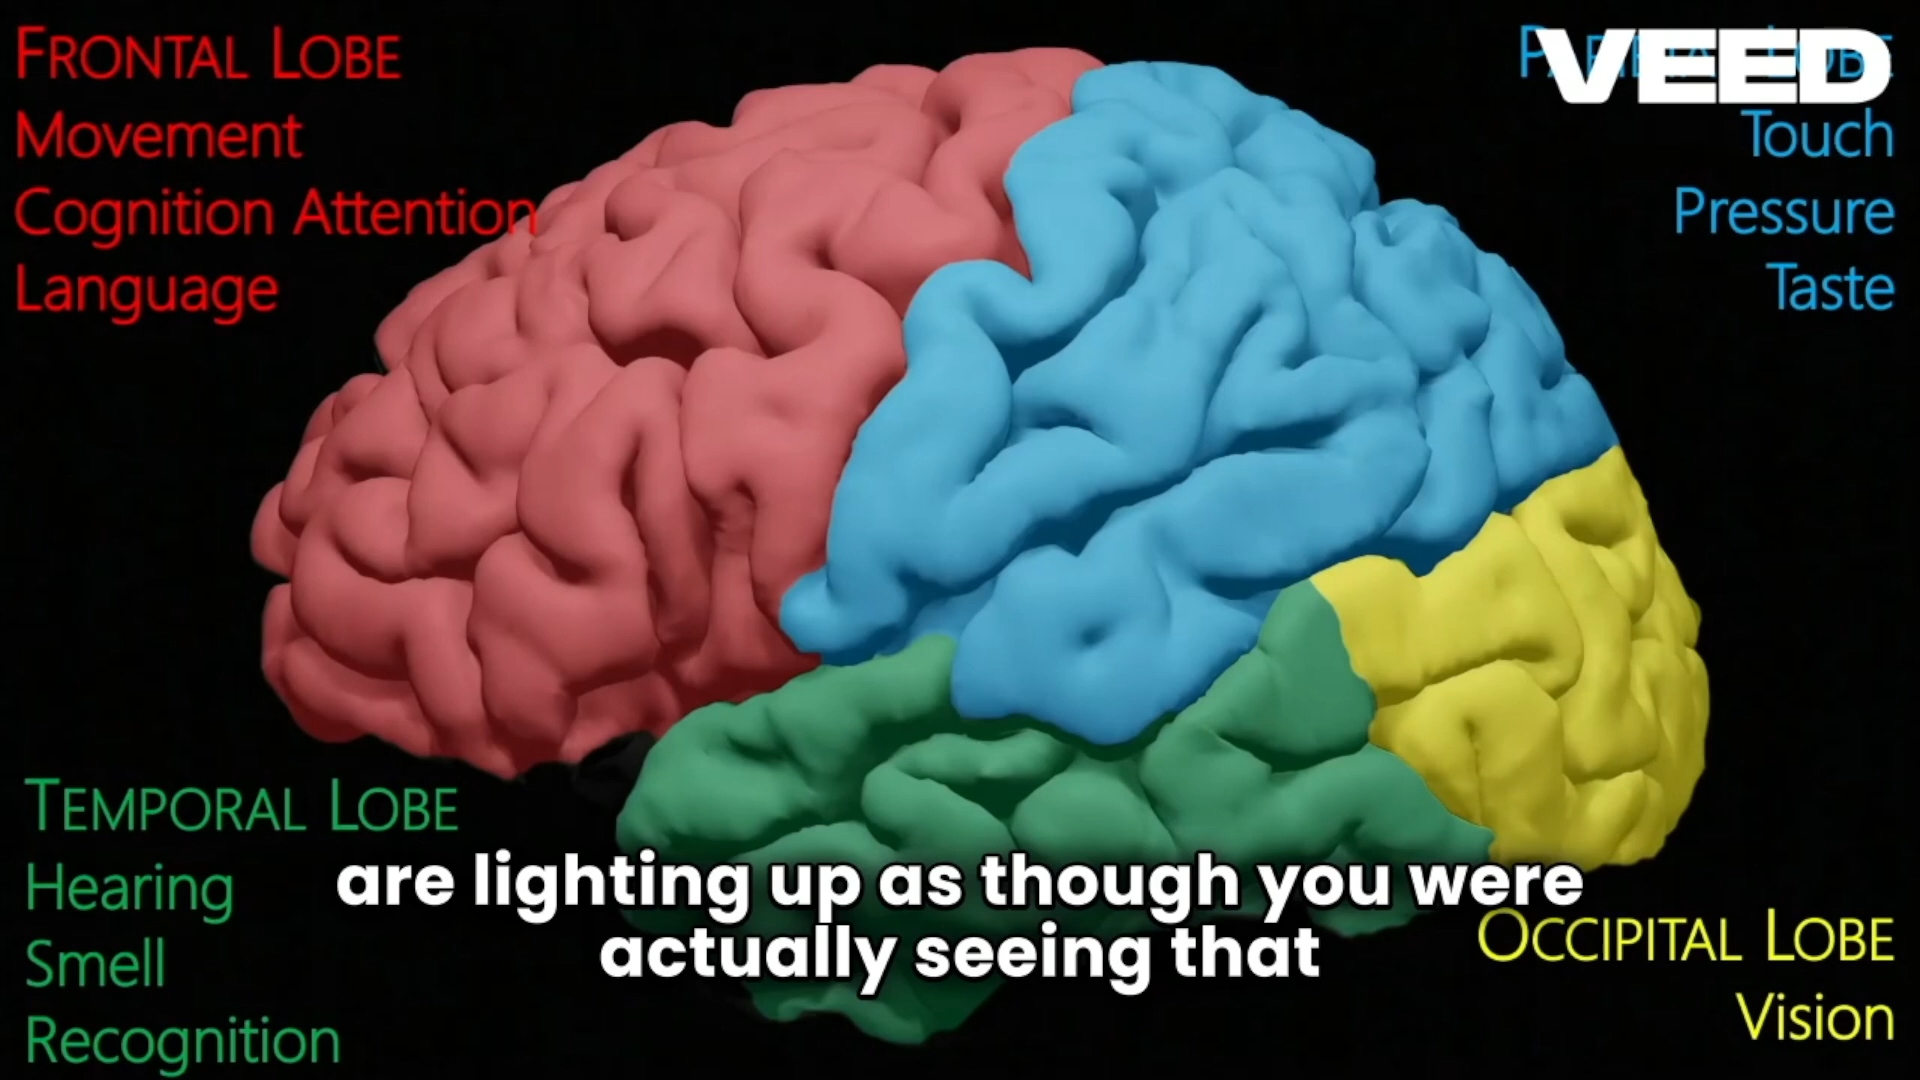 FRONTAL LOBE
Movement
Cognition Attention
Language
VEED
LOBE
Touch
Pressure
Taste
TEMPORAL LOBE
Hearing
Smell
Recognition
are lighting up as though you were
actually seeing that
OCCIPITAL LOBE
Vision